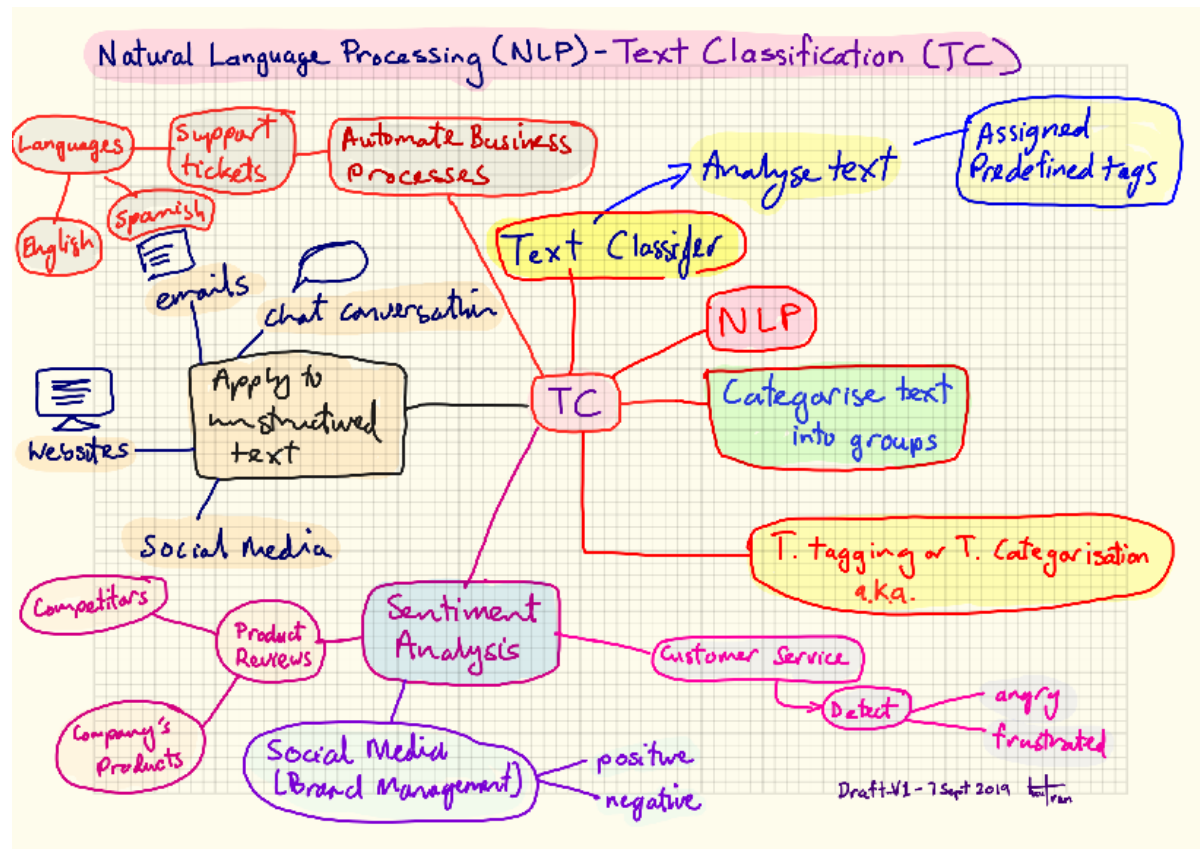 Natural Language Processing (NLP) - Text Classification (TC)
Languages
Support
tickets
Automate Business
Processes
Analyse text
Assigned
Predefined tags
English
Spanish
Text Classifer
emails
chat conversation
NLP
Apply to
unstructured
text
TC
Categorise text
into groups
websites
Social Media
T. tagging or T. Categorisation
a.k.a.
Competitors
Product
Reviews
Sentiment
Analysis
Customer Service
Detect
angry
frustrated
Company's
Products
Social Media
(Brand Management)
positive
negative
Draft-V1 - 7 Sept 2019